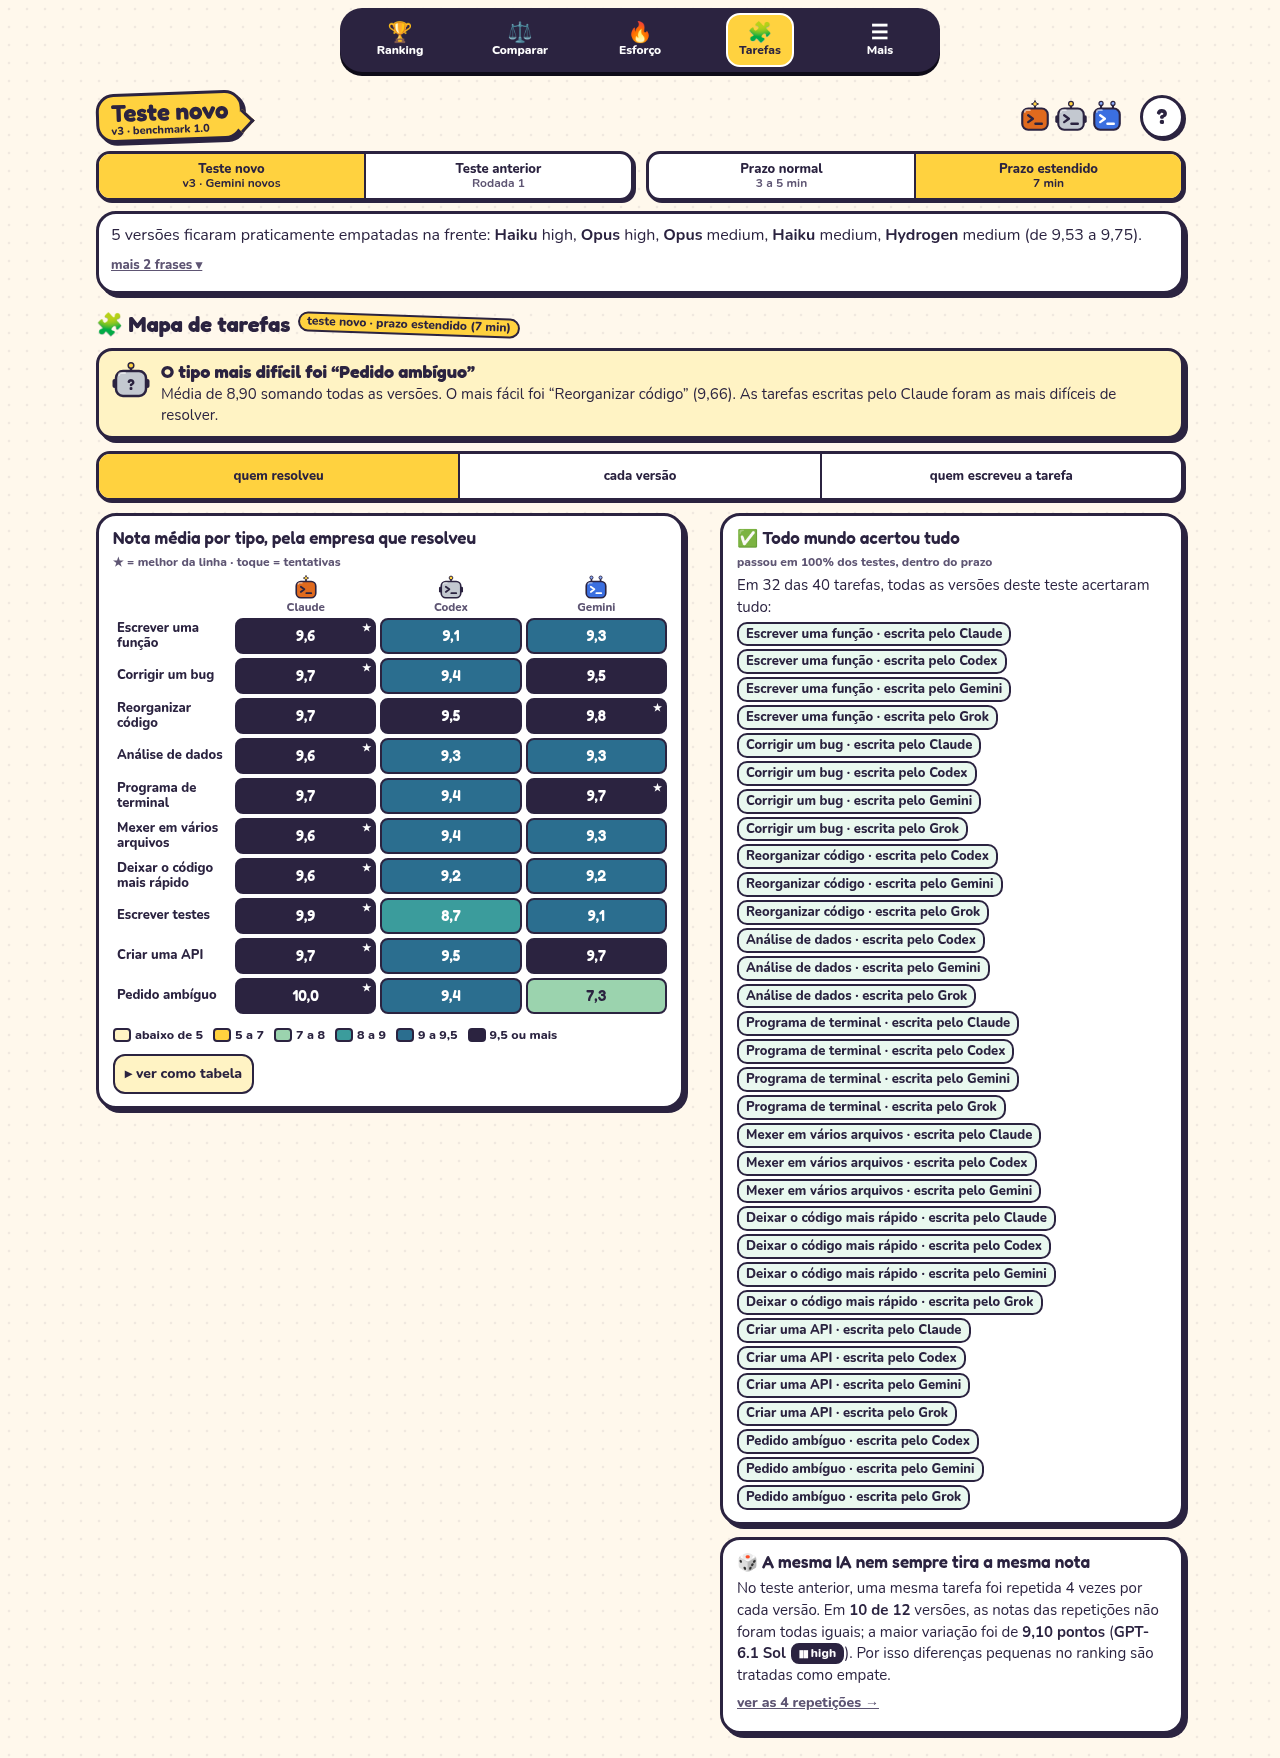 Ranking
Comparar
Esforço
Tarefas
Mais
Teste novo
v3 · benchmark 1.0
?
Teste novo
v3 · Gemini novos
Teste anterior
Rodada 1
Prazo normal
3 a 5 min
Prazo estendido
7 min
5 versões ficaram praticamente empatadas na frente: Haiku high, Opus high, Opus medium, Haiku medium, Hydrogen medium (de 9,53 a 9,75).
mais 2 frases ▾
Mapa de tarefas
teste novo · prazo estendido (7 min)
?
O tipo mais difícil foi “Pedido ambíguo”
Média de 8,90 somando todas as versões. O mais fácil foi “Reorganizar código” (9,66). As tarefas escritas pelo Claude foram as mais difíceis de
resolver.
quem resolveu
cada versão
quem escreveu a tarefa
Nota média por tipo, pela empresa que resolveu
★ = melhor da linha · toque = tentativas
Claude
Codex
Gemini
Escrever uma
função
9,6 ★
9,1
9,3
Corrigir um bug
9,7 ★
9,4
9,5
Reorganizar
código
9,7
9,5
9,8 ★
Análise de dados
9,6 ★
9,3
9,3
Programa de
terminal
9,7
9,4
9,7 ★
Mexer em vários
arquivos
9,6 ★
9,4
9,3
Deixar o código
mais rápido
9,6 ★
9,2
9,2
Escrever testes
9,9 ★
8,7
9,1
Criar uma API
9,7 ★
9,5
9,7
Pedido ambíguo
10,0 ★
9,4
7,3
abaixo de 5
5 a 7
7 a 8
8 a 9
9 a 9,5
9,5 ou mais
▸ ver como tabela
✅ Todo mundo acertou tudo
passou em 100% dos testes, dentro do prazo
Em 32 das 40 tarefas, todas as versões deste teste acertaram
tudo:
Escrever uma função · escrita pelo Claude
Escrever uma função · escrita pelo Codex
Escrever uma função · escrita pelo Gemini
Escrever uma função · escrita pelo Grok
Corrigir um bug · escrita pelo Claude
Corrigir um bug · escrita pelo Codex
Corrigir um bug · escrita pelo Gemini
Corrigir um bug · escrita pelo Grok
Reorganizar código · escrita pelo Codex
Reorganizar código · escrita pelo Gemini
Reorganizar código · escrita pelo Grok
Análise de dados · escrita pelo Codex
Análise de dados · escrita pelo Gemini
Análise de dados · escrita pelo Grok
Programa de terminal · escrita pelo Claude
Programa de terminal · escrita pelo Codex
Programa de terminal · escrita pelo Gemini
Programa de terminal · escrita pelo Grok
Mexer em vários arquivos · escrita pelo Claude
Mexer em vários arquivos · escrita pelo Codex
Mexer em vários arquivos · escrita pelo Gemini
Deixar o código mais rápido · escrita pelo Claude
Deixar o código mais rápido · escrita pelo Codex
Deixar o código mais rápido · escrita pelo Gemini
Deixar o código mais rápido · escrita pelo Grok
Criar uma API · escrita pelo Claude
Criar uma API · escrita pelo Codex
Criar uma API · escrita pelo Gemini
Criar uma API · escrita pelo Grok
Pedido ambíguo · escrita pelo Codex
Pedido ambíguo · escrita pelo Gemini
Pedido ambíguo · escrita pelo Grok
A mesma IA nem sempre tira a mesma nota
No teste anterior, uma mesma tarefa foi repetida 4 vezes por
cada versão. Em 10 de 12 versões, as notas das repetições não
foram todas iguais; a maior variação foi de 9,10 pontos (GPT-
6.1 Sol high). Por isso diferenças pequenas no ranking são
tratadas como empate.
ver as 4 repetições →